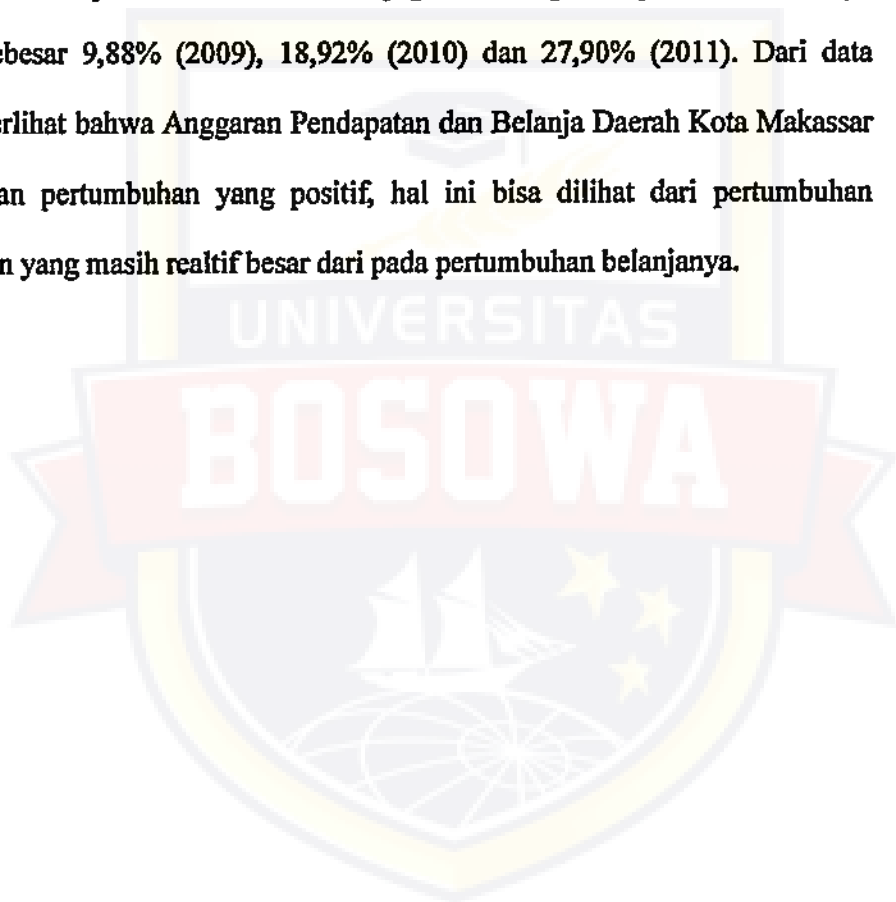 ebesar 9,88% (2009), 18,92% (2010) dan 27,90% (2011). Dari data
erlihat bahwa Anggaran Pendapatan dan Belanja Daerah Kota Makassar
an pertumbuhan yang positif, hal ini bisa dilihat dari pertumbuhan
n yang masih realtif besar dari pada pertumbuhan belanjanya.
UNIVERSITAS
BOSOWA